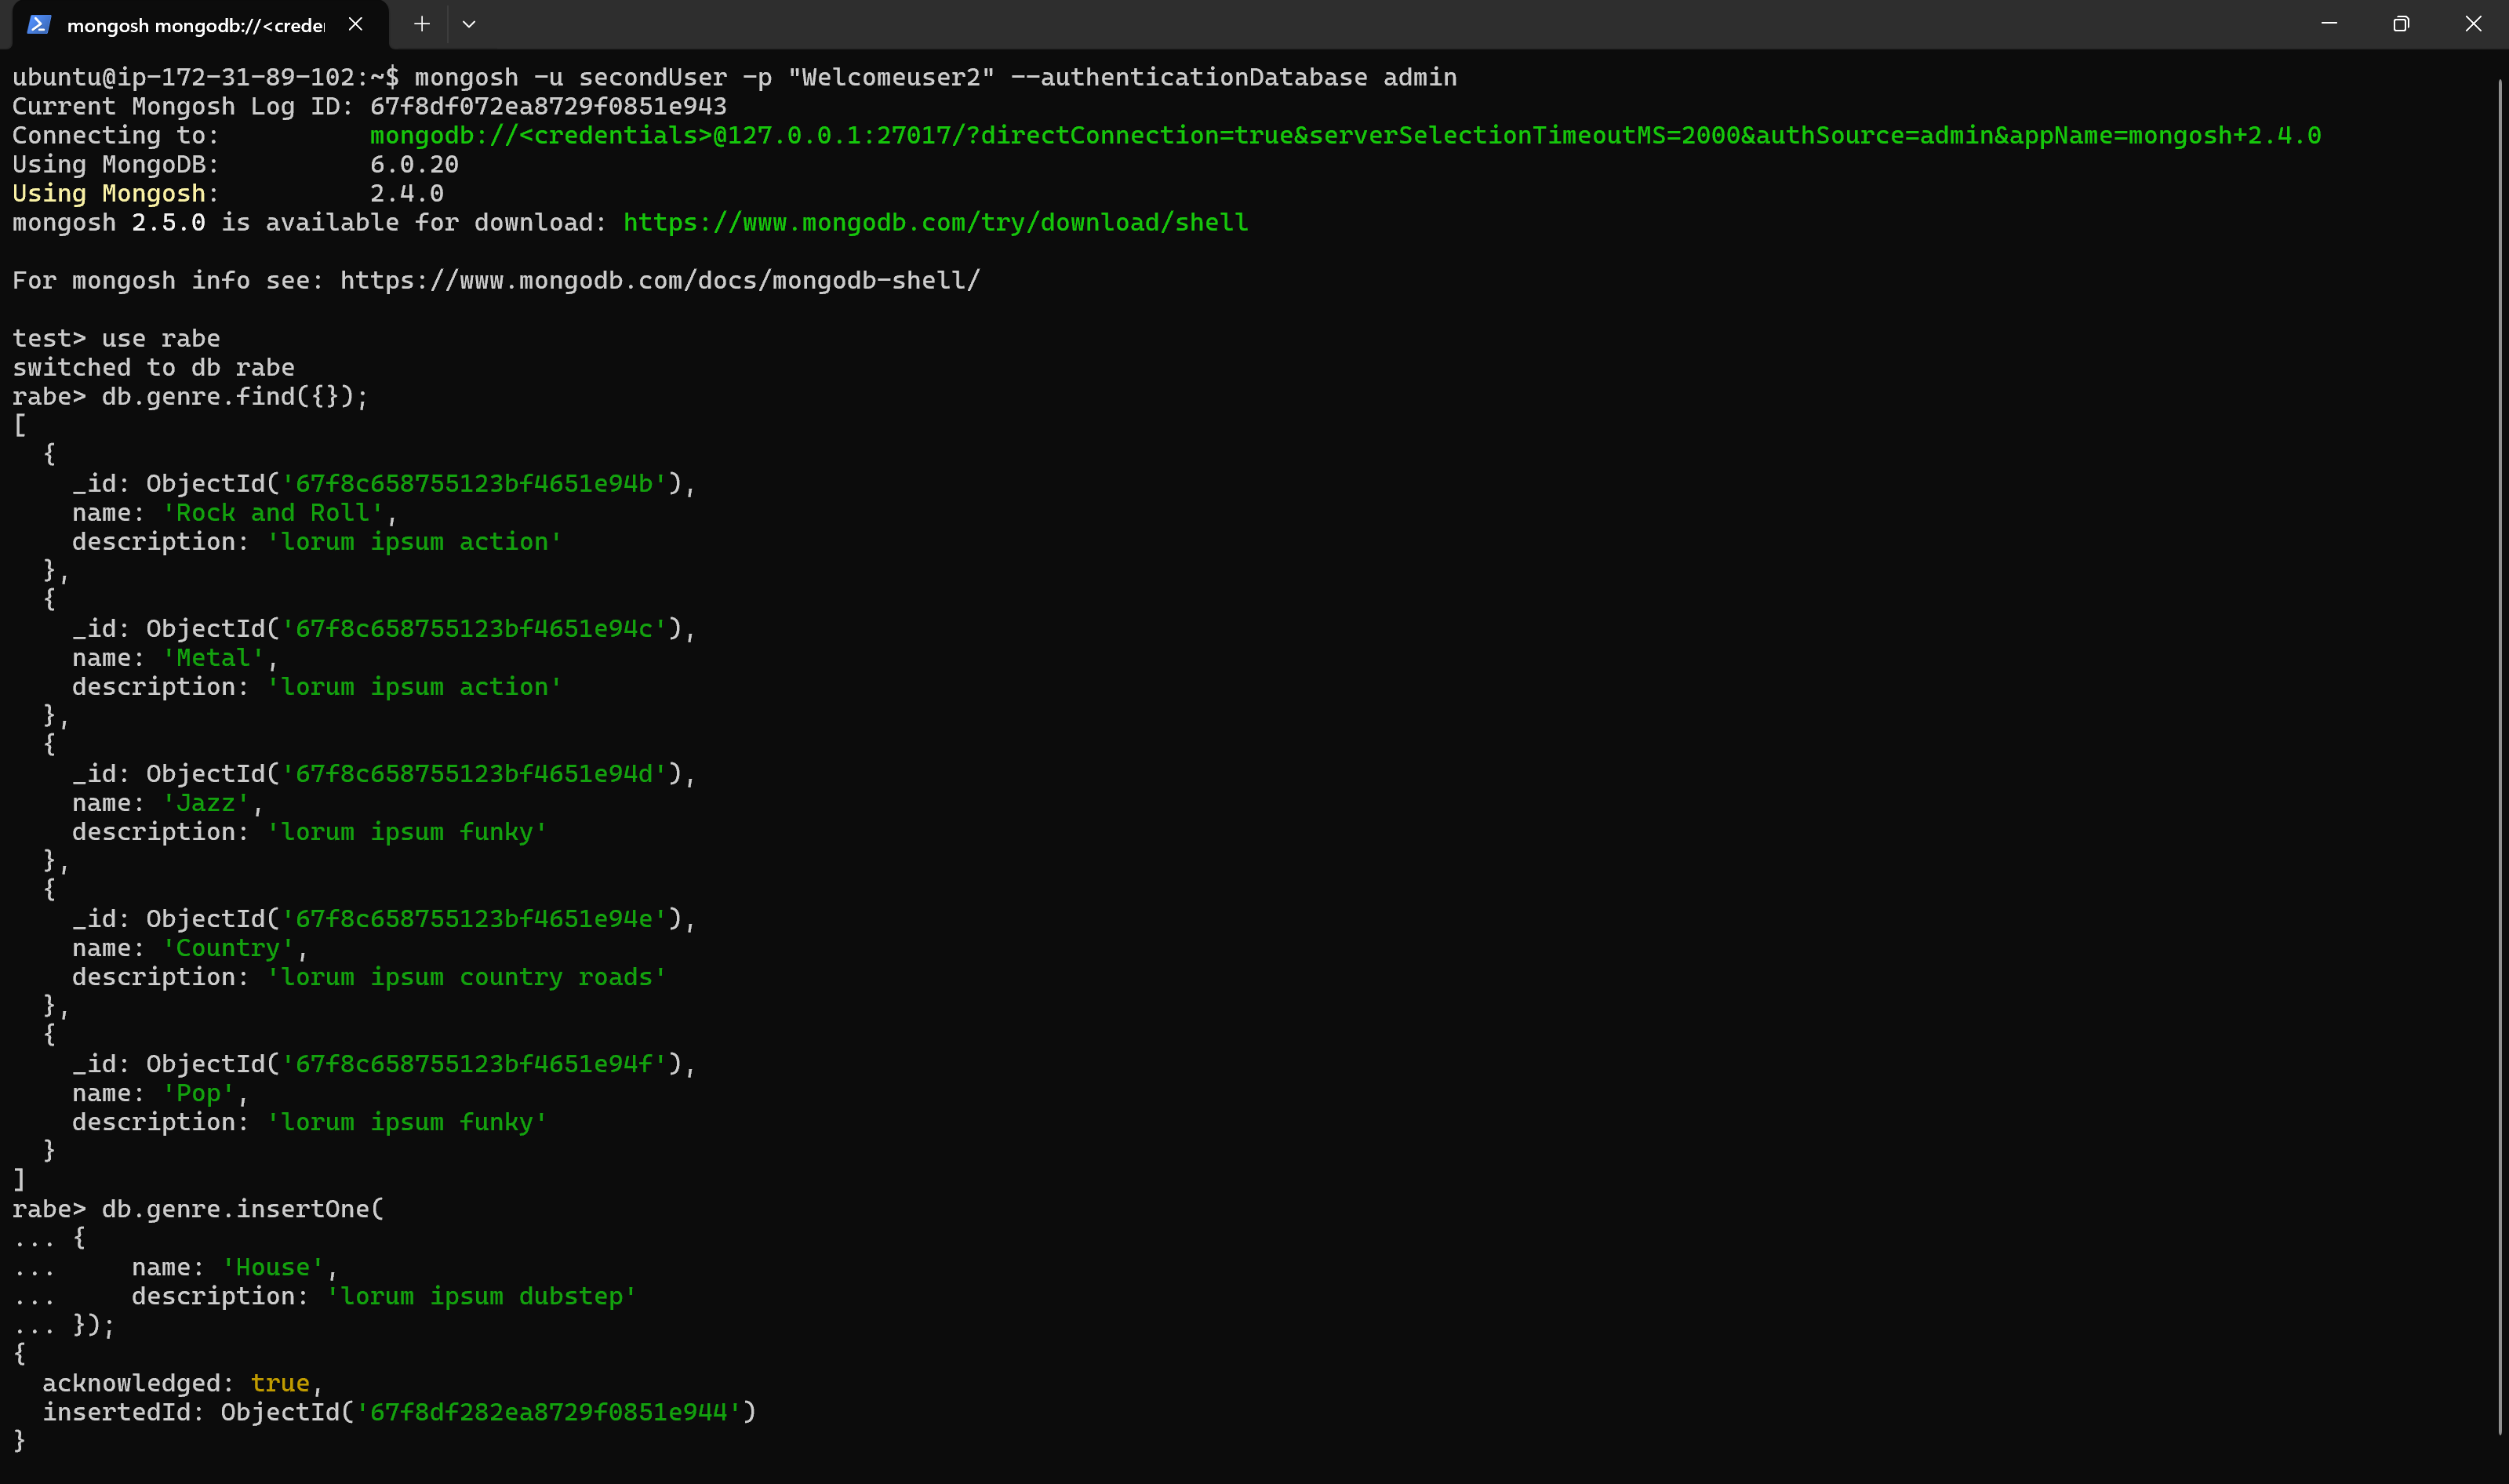 mongosh mongodb://<creder
ubuntu@ip-172-31-89-102:~$ mongosh -u secondUser -p "Welcomeuser2" --authenticationDatabase admin
Current Mongosh Log ID: 67f8df072ea8729f0851e943
Connecting to:          mongodb://<credentials>@127.0.0.1:27017/?directConnection=true&serverSelectionTimeoutMS=2000&authSource=admin&appName=mongosh+2.4.0
Using MongoDB:          6.0.20
Using Mongosh:          2.4.0
mongosh 2.5.0 is available for download: https://www.mongodb.com/try/download/shell
For mongosh info see: https://www.mongodb.com/docs/mongodb-shell/
test> use rabe
switched to db rabe
rabe> db.genre.find({});
[
  {
    _id: ObjectId('67f8c658755123bf4651e94b'),
    name: 'Rock and Roll',
    description: 'lorum ipsum action'
  },
  {
    _id: ObjectId('67f8c658755123bf4651e94c'),
    name: 'Metal',
    description: 'lorum ipsum action'
  },
  {
    _id: ObjectId('67f8c658755123bf4651e94d'),
    name: 'Jazz',
    description: 'lorum ipsum funky'
  },
  {
    _id: ObjectId('67f8c658755123bf4651e94e'),
    name: 'Country',
    description: 'lorum ipsum country roads'
  },
  {
    _id: ObjectId('67f8c658755123bf4651e94f'),
    name: 'Pop',
    description: 'lorum ipsum funky'
  }
]
rabe> db.genre.insertOne(
... {
...     name: 'House',
...     description: 'lorum ipsum dubstep'
... });
{
  acknowledged: true,
  insertedId: ObjectId('67f8df282ea8729f0851e944')
}